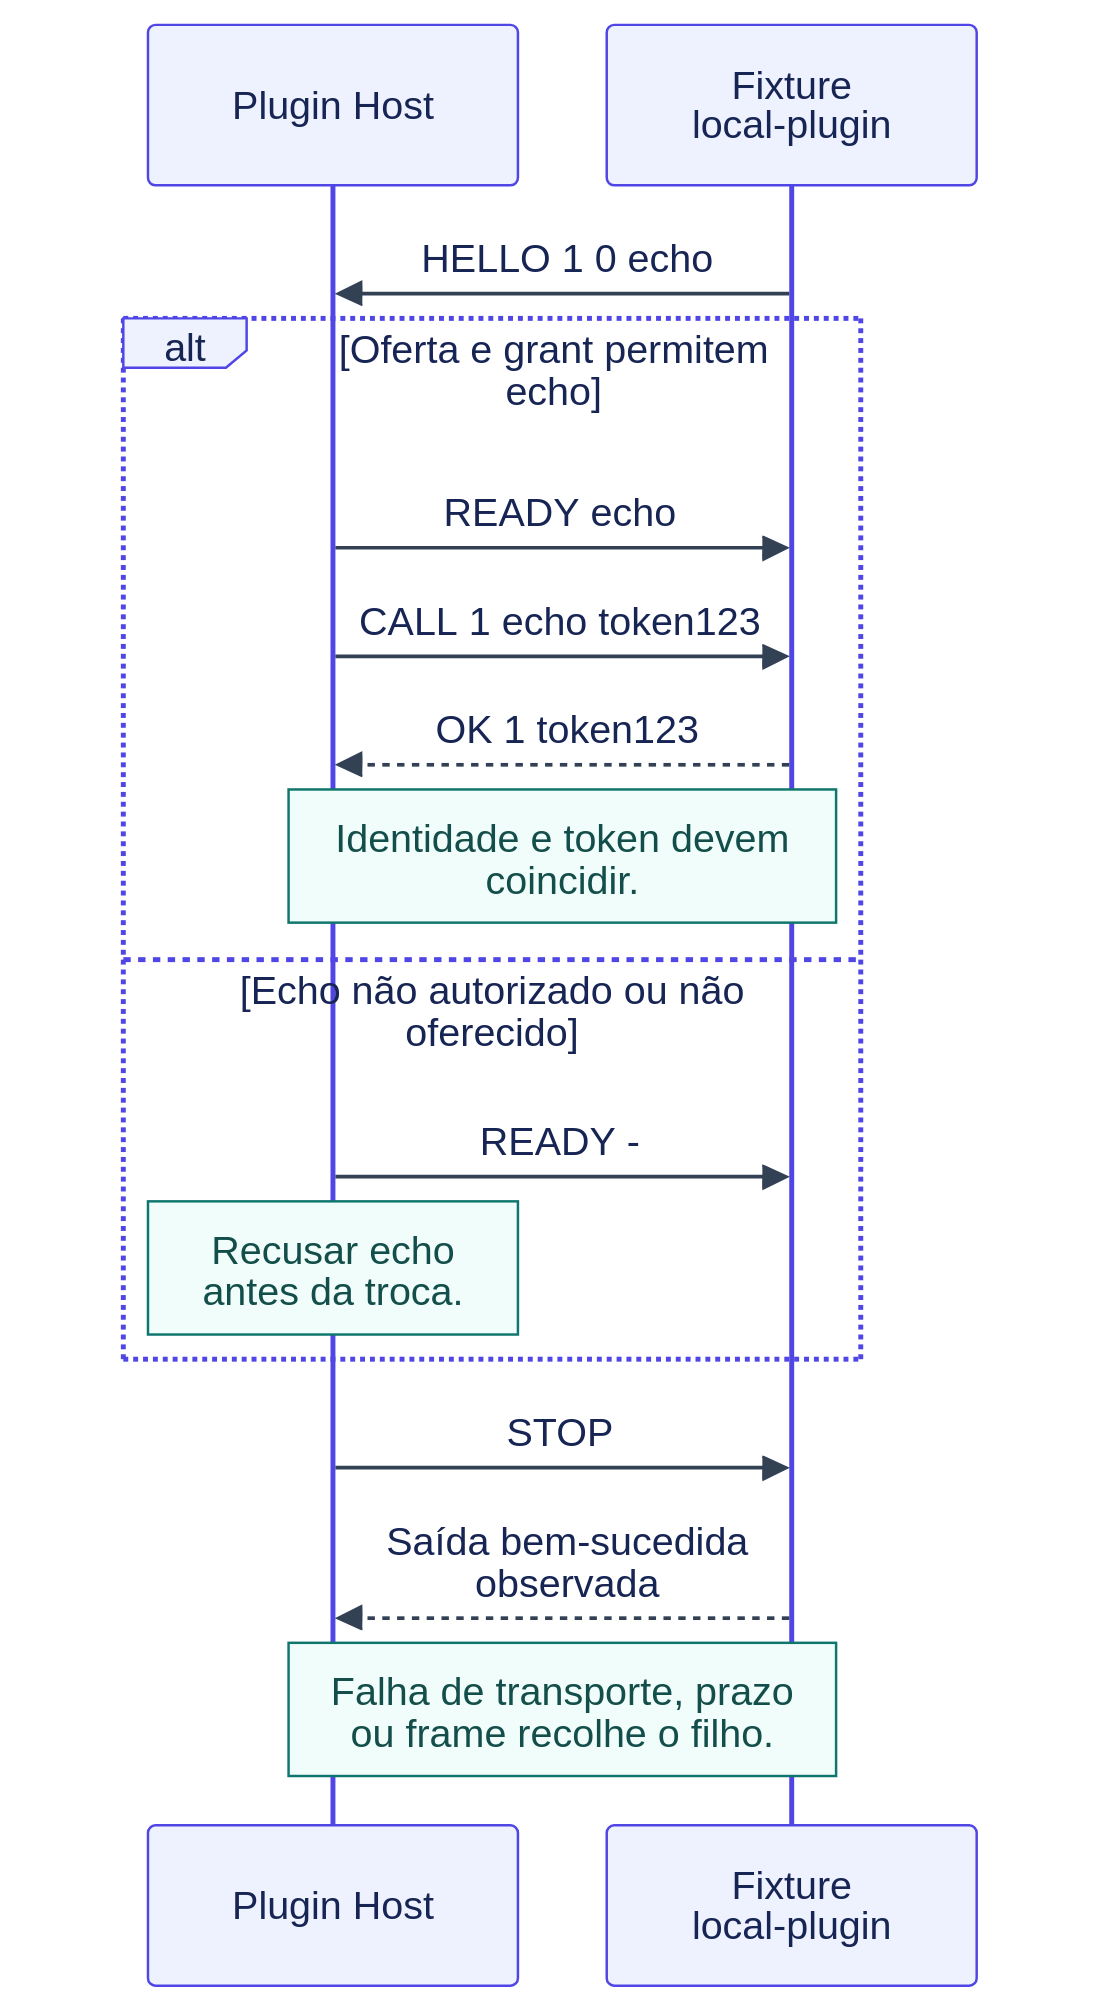 Plugin Host
Fixture
local-plugin
HELLO 1 0 echo
alt
[Oferta e grant permitem
echo]
READY echo
CALL 1 echo token123
OK 1 token123
Identidade e token devem
coincidir.
[Echo não autorizado ou não
oferecido]
READY -
Recusar echo
antes da troca.
STOP
Saída bem-sucedida
observada
Falha de transporte, prazo
ou frame recolhe o filho.
Plugin Host
Fixture
local-plugin